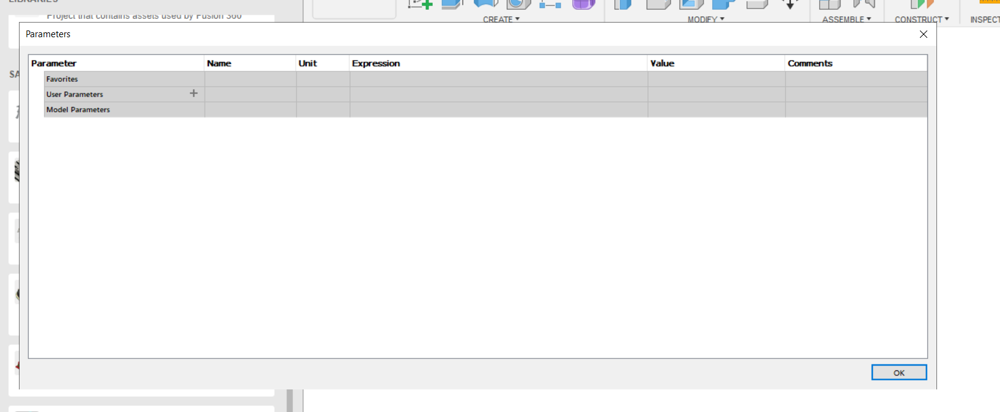 LIBRARIES
Project that contains assets used by Fusion 360
CREATE MODIFY ASSEMBLE CONSTRUCT INSPECT
Parameters
SA
Parameter Name Unit Expression Value Comments
Favorites
User Parameters
Model Parameters
OK